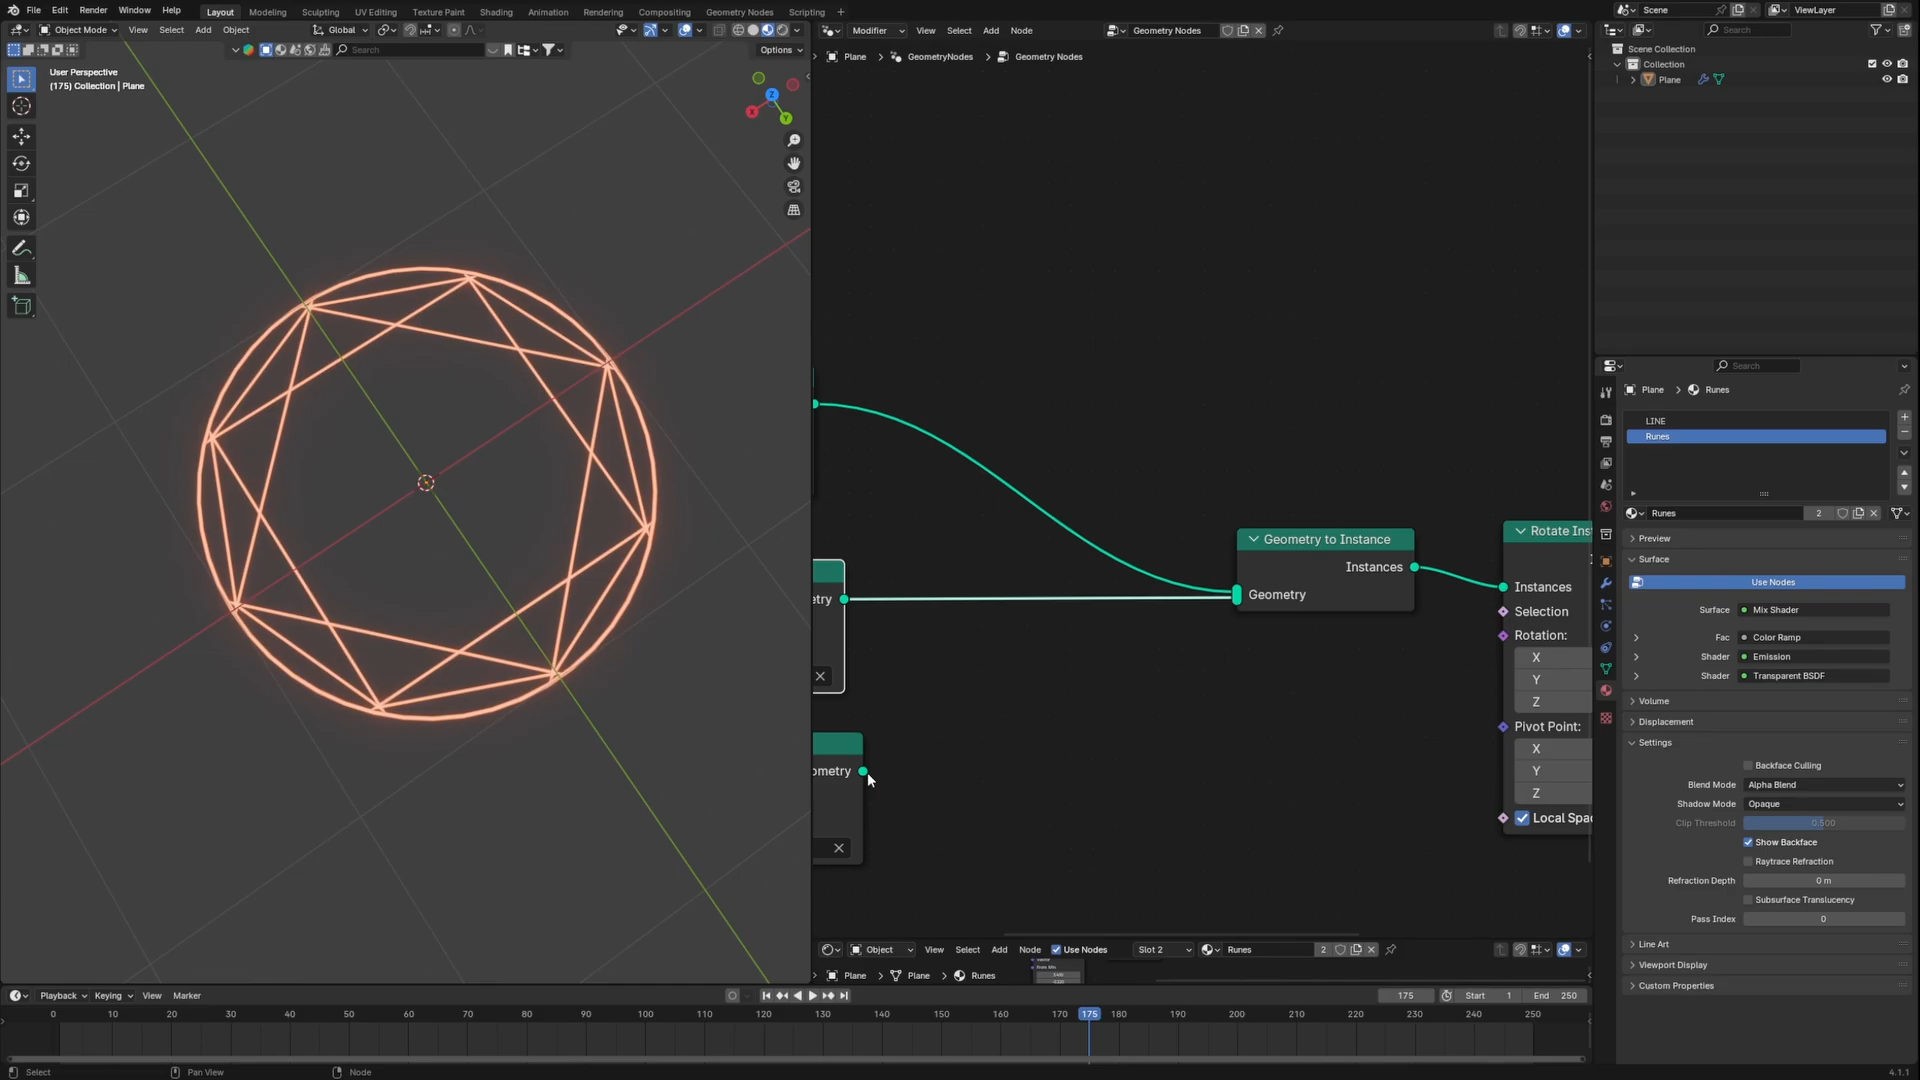 File Edit Render Window Help
Layout Modeling Sculpting UV Editing Texture Paint Shading Animation Rendering Compositing Geometry Nodes Scripting +
Scene
ViewLayer
Object Mode View Select Add Object
Global
Modifier View Select Add Node
Geometry Nodes
Search
Search
Options
Plane > GeometryNodes > Geometry Nodes
Scene Collection
Collection
Plane
User Perspective
(175) Collection | Plane
Z
X
Y
Search
Plane > Runes
LINE
Runes
Runes 2
Preview
Surface
Use Nodes
Surface: Mix Shader
Fac: Color Ramp
Shader: Emission
Shader: Transparent BSDF
Volume
Displacement
Settings
Backface Culling
Blend Mode Alpha Blend
Shadow Mode Opaque
Clip Threshold 0.500
Show Backface
Raytrace Refraction
Refraction Depth 0 m
Subsurface Translucency
Pass Index 0
Line Art
Viewport Display
Custom Properties
Geometry to Instance
Instances
Geometry
Rotate Ins
Instances
Selection
Rotation:
X
Y
Z
Pivot Point:
X
Y
Z
Local Spac
etry
ometry
Object View Select Add Node Use Nodes Slot 2 Runes 2
Plane > Plane > Runes
Playback Keying View Marker
175 Start 1 End 250
0 10 20 30 40 50 60 70 80 90 100 110 120 130 140 150 160 170 175 180 190 200 210 220 230 240 250
Select Pan View Node
4.1.1